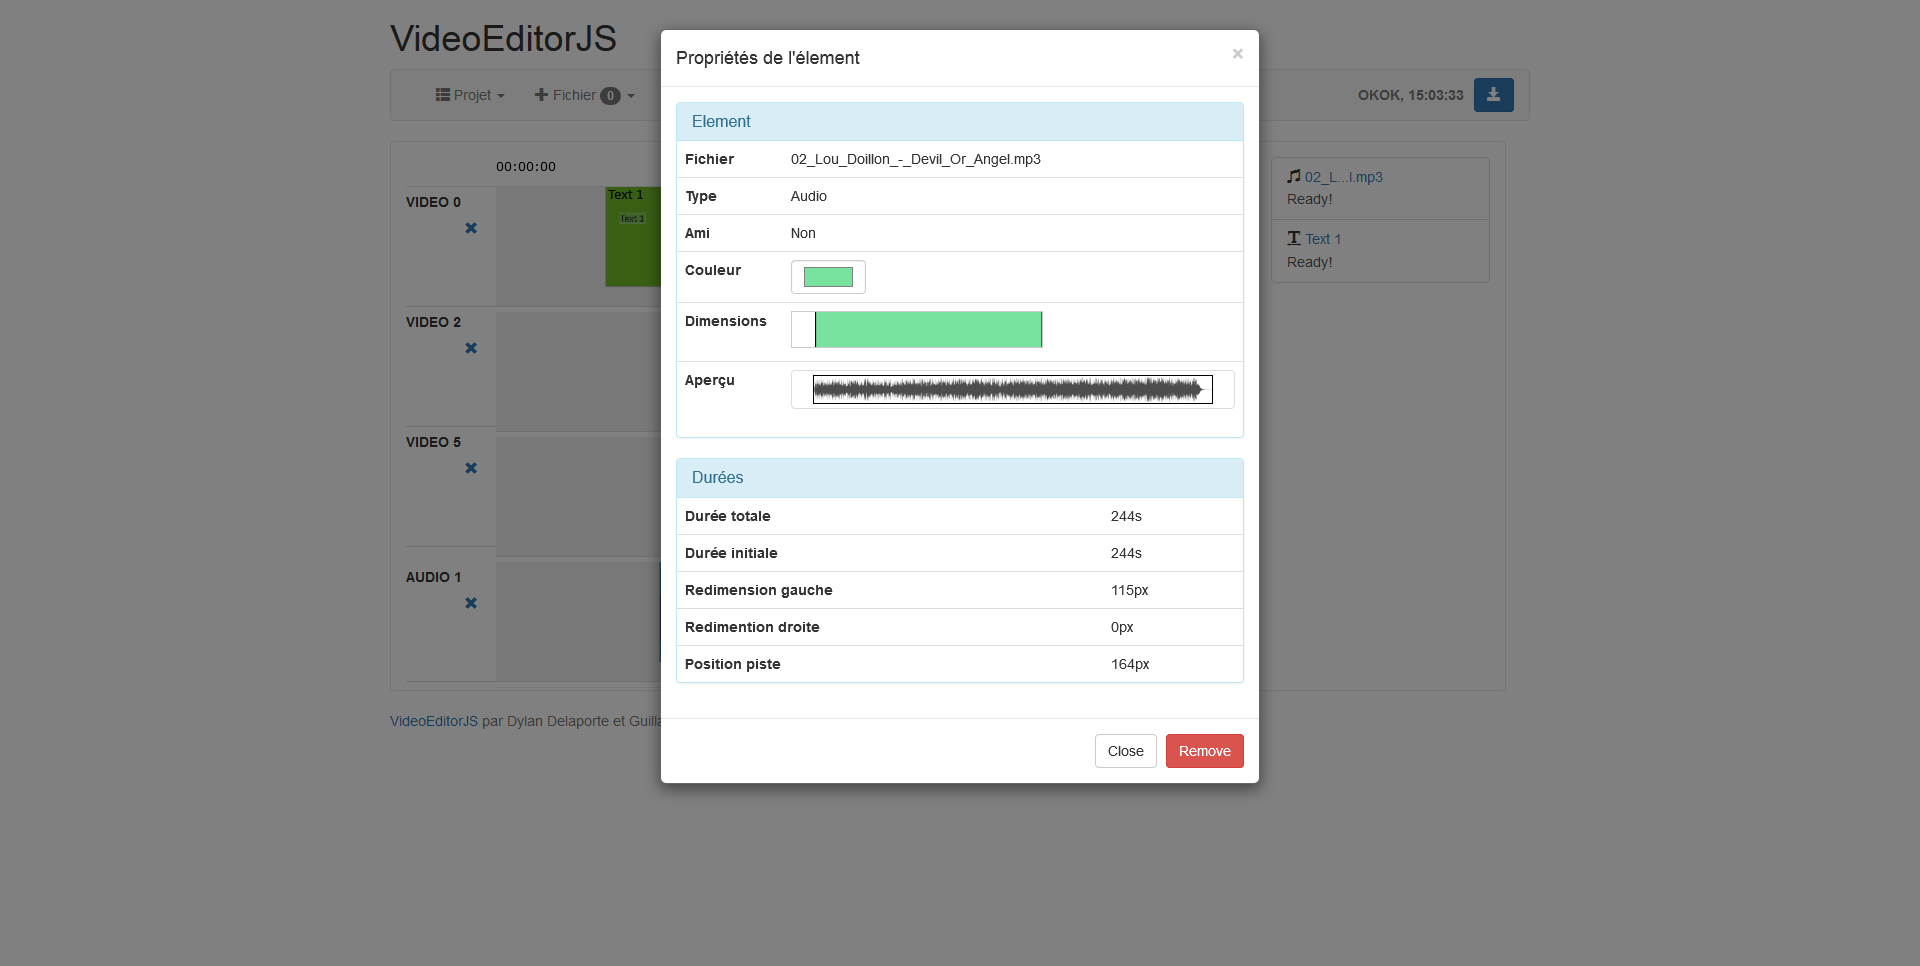 VideoEditorJS
Projet
Fichier 0
OKOK, 15:03:33
00:00:00
VIDEO 0
Text 1
Text 1
VIDEO 2
VIDEO 5
AUDIO 1
02_L...l.mp3
Ready!
Text 1
Ready!
VideoEditorJS par Dylan Delaporte et Guilla
Propriétés de l'élement
×
Element
Fichier 02_Lou_Doillon_-_Devil_Or_Angel.mp3
Type Audio
Ami Non
Couleur
Dimensions
Aperçu
Durées
Durée totale 244s
Durée initiale 244s
Redimension gauche 115px
Redimention droite 0px
Position piste 164px
Close Remove